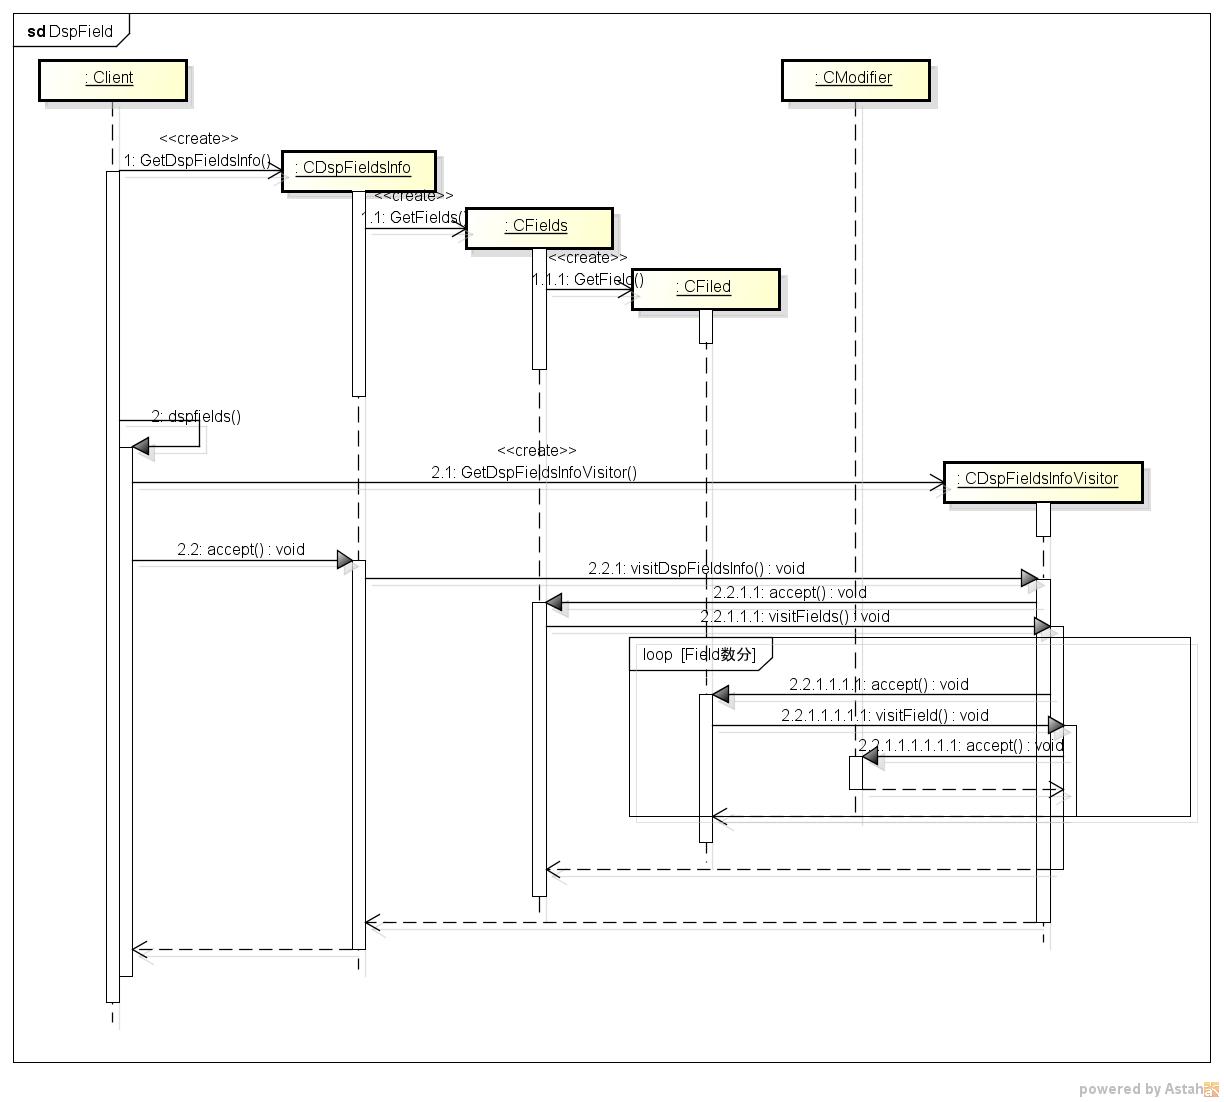 sd DspField
: Client
: CModifier
<<create>>
1: GetDspFieldsInfo()
: CDspFieldsInfo
<<create>>
1.1: GetFields()
: CFields
<<create>>
1.1.1: GetField()
: CFiled
2: dspfields()
<<create>>
2.1: GetDspFieldsInfoVisitor()
: CDspFieldsInfoVisitor
2.2: accept() : void
2.2.1: visitDspFieldsInfo() : void
2.2.1.1: accept() : void
2.2.1.1.1: visitFields() : void
loop [Field数分]
2.2.1.1.1.1: accept() : void
2.2.1.1.1.1.1: visitField() : void
2.2.1.1.1.1.1.1: accept() : void
powered by Astah